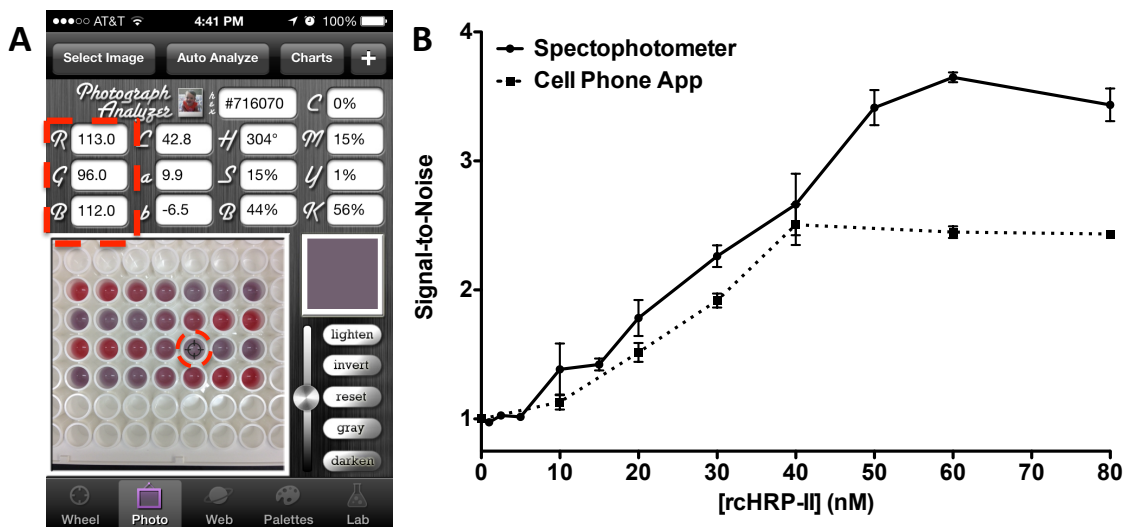 A
●●●○○ AT&T 4:41 PM 100%
Select Image Auto Analyze Charts +
Photograph
Analyzer
hex #716070 C 0%
R 113.0 L 42.8 H 304° M 15%
G 96.0 a 9.9 S 15% Y 1%
B 112.0 b -6.5 B 44% K 56%
lighten
invert
reset
gray
darken
Wheel Photo Web Palettes Lab
B
Spectophotometer
Cell Phone App
Signal-to-Noise
4
3
2
1
0 10 20 30 40 50 60 70 80
[rcHRP-II] (nM)